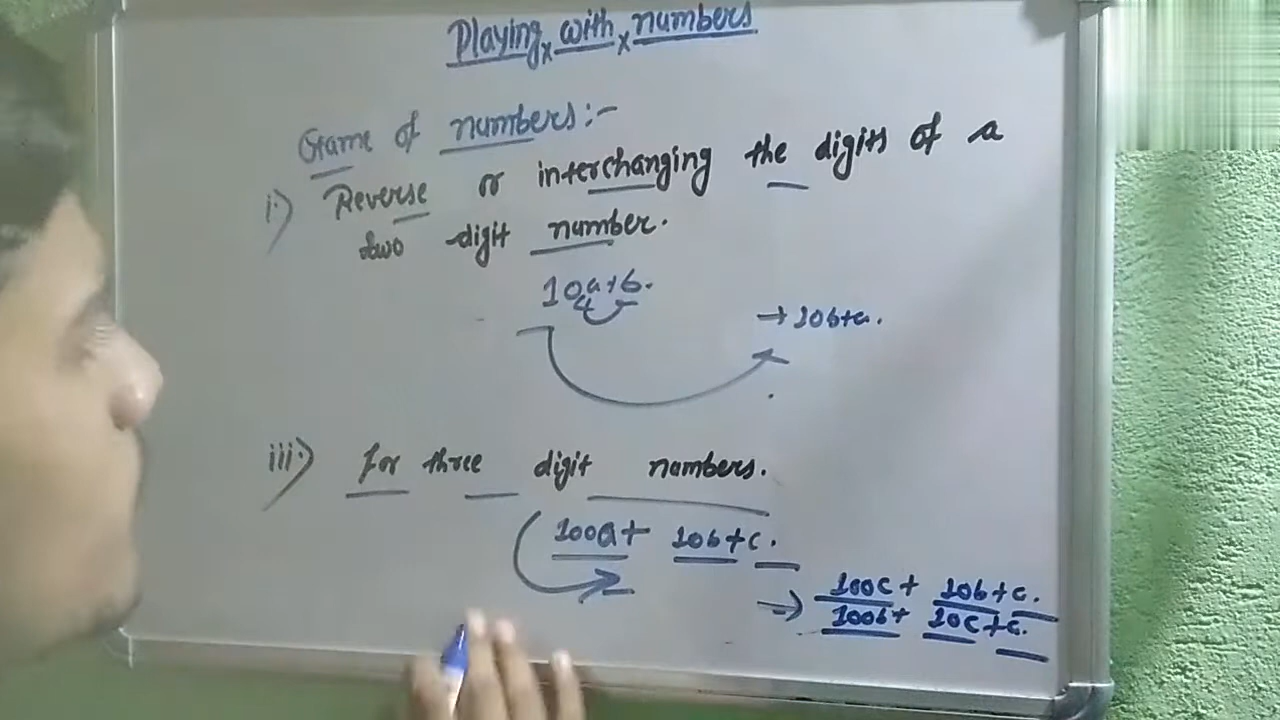 Playing with numbers
Game of numbers:-
i.) Reverse or interchanging the digits of a
two digit number.
10a+b.
→ 10b+a.
iii.) for three digit numbers.
100a+ 10b+c.
→ 100c+ 10b+c.
100b+ 10c+c.